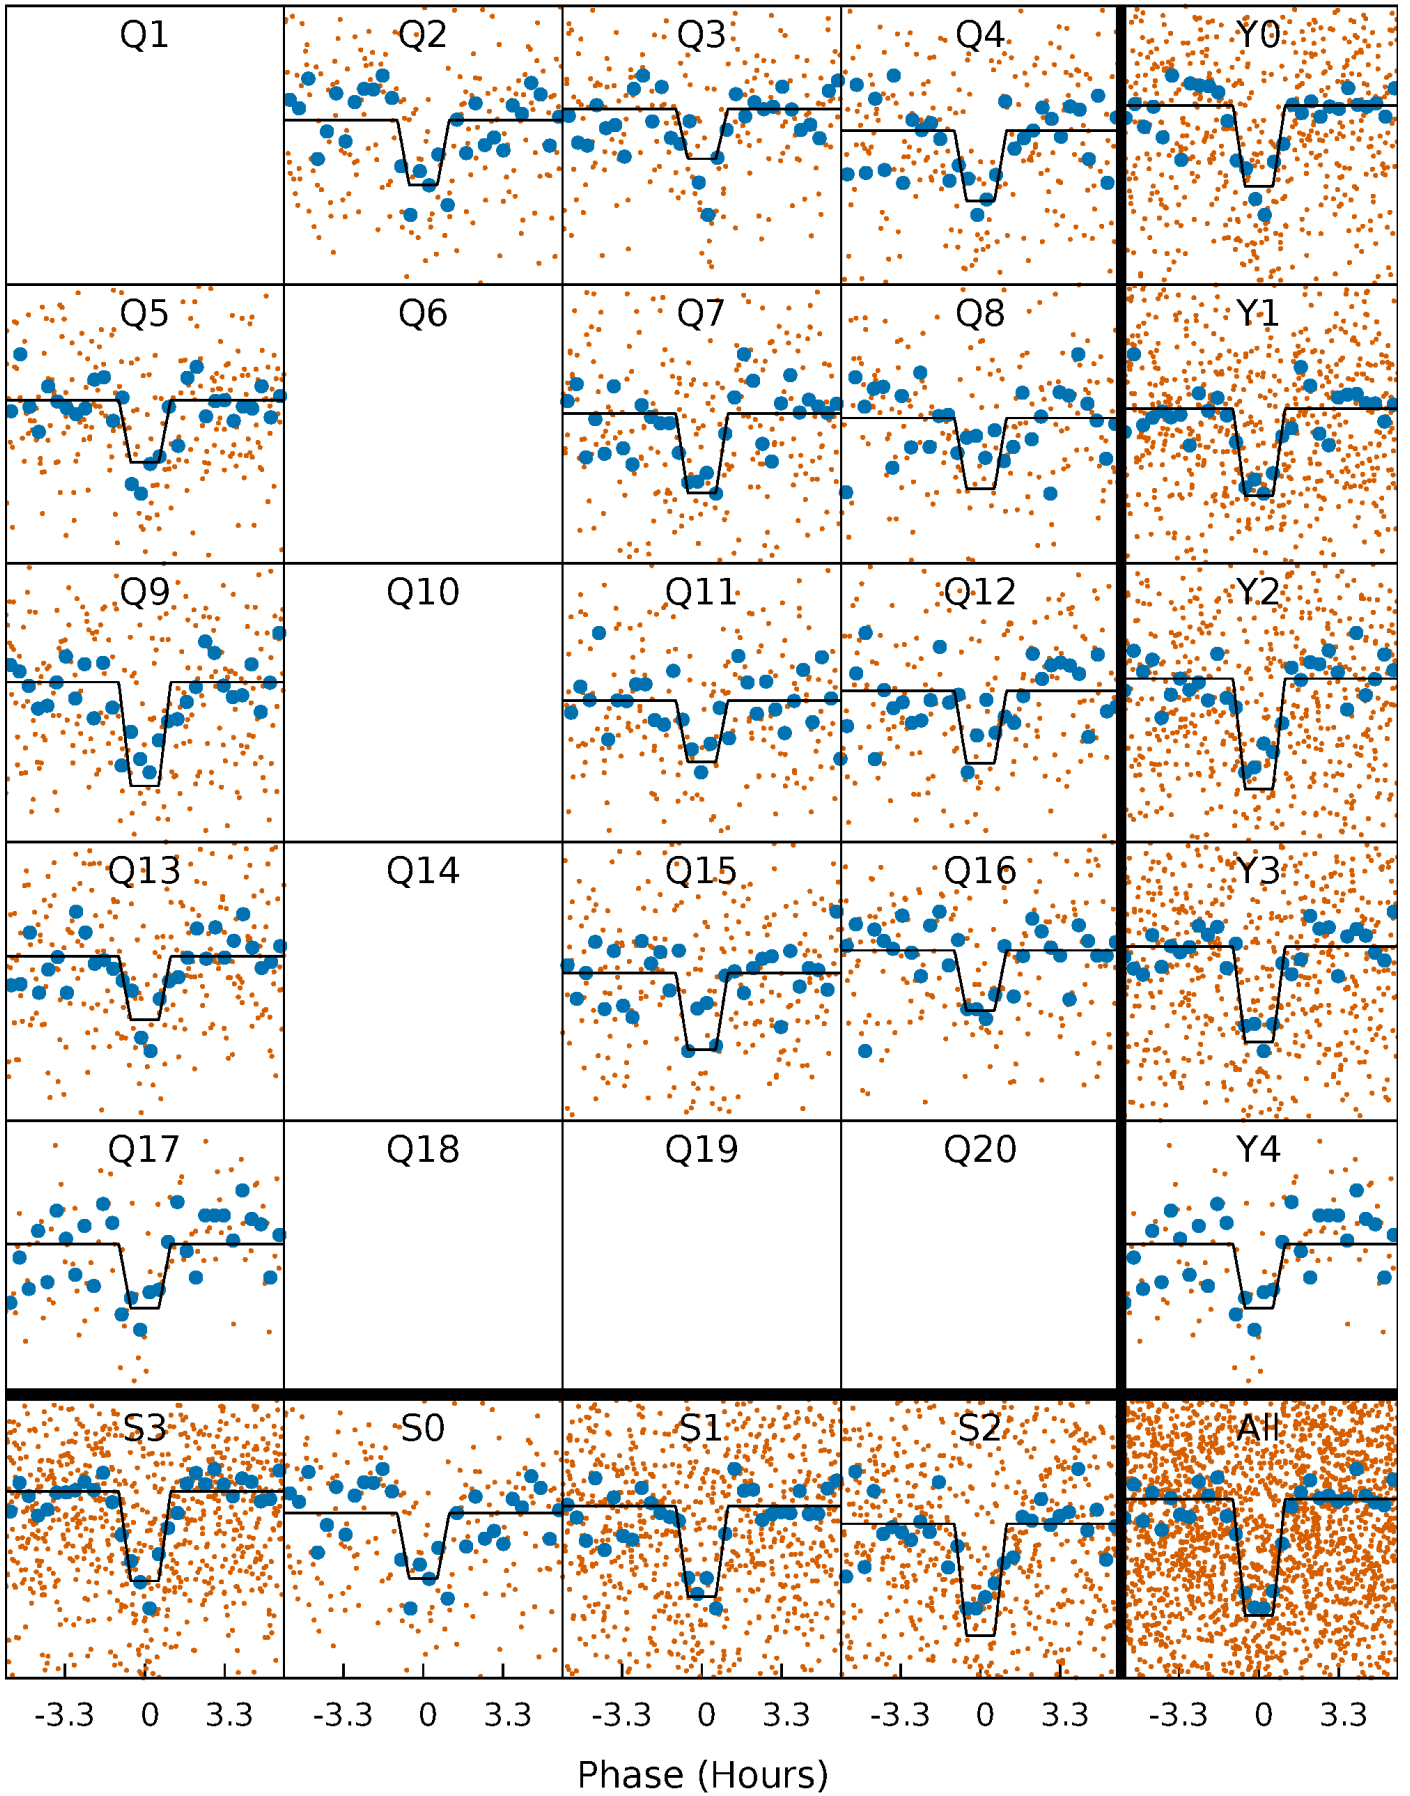 Q1 Q2 Q3 Q4 Y0
Q5 Q6 Q7 Q8 Y1
Q9 Q10 Q11 Q12 Y2
Q13 Q14 Q15 Q16 Y3
Q17 Q18 Q19 Q20 Y4
S3 S0 S1 S2 All
-3.3 0 3.3 -3.3 0 3.3 -3.3 0 3.3 -3.3 0 3.3 -3.3 0 3.3
Phase (Hours)